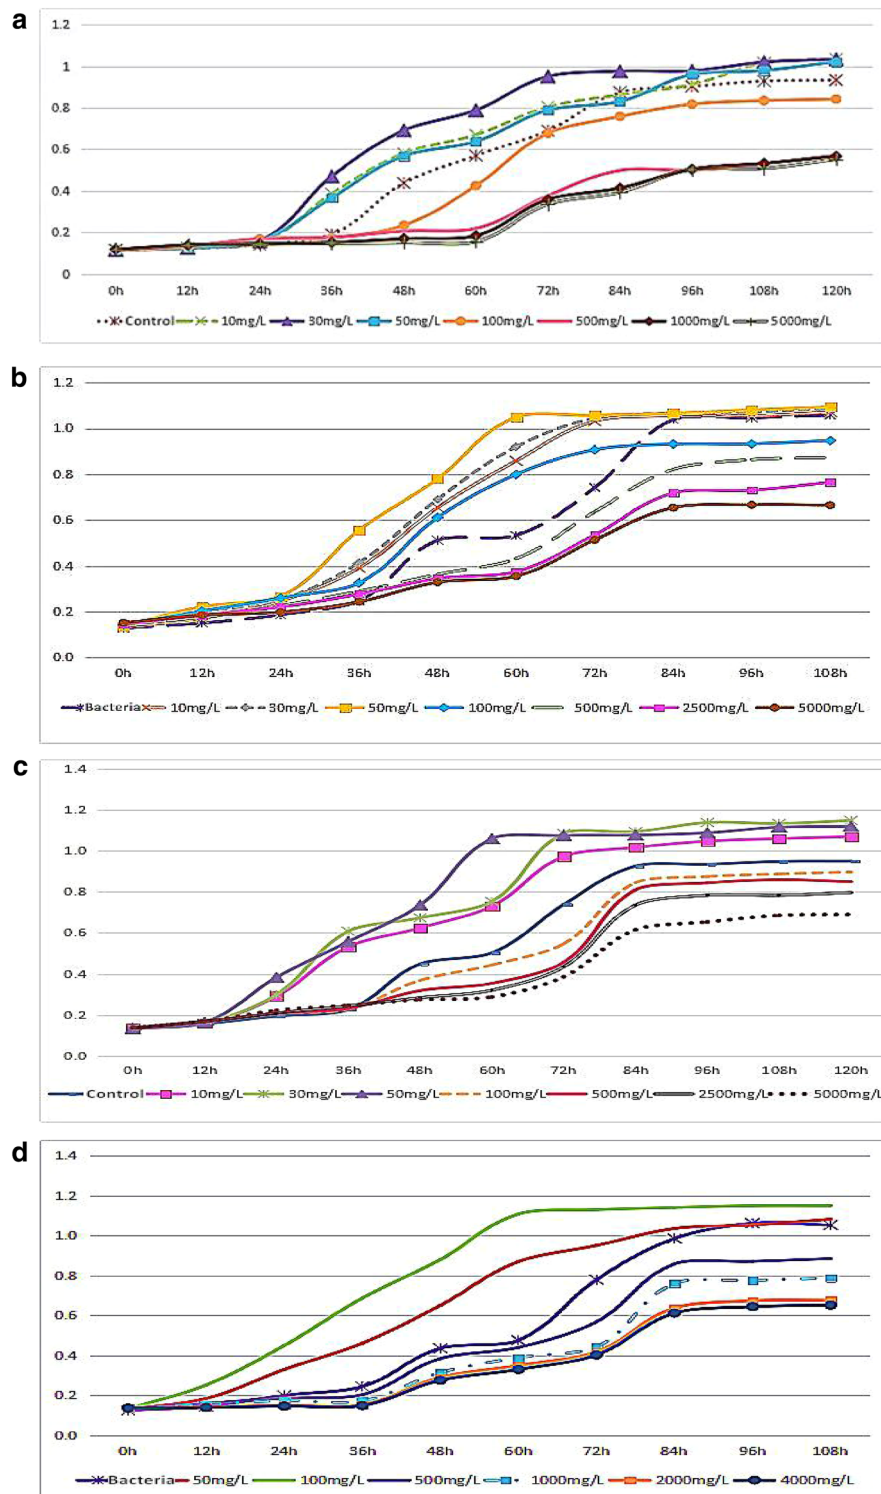 a
1.2
1
0.8
0.6
0.4
0.2
0
0h 12h 24h 36h 48h 60h 72h 84h 96h 108h 120h
Control 10mg/L 30mg/L 50mg/L 100mg/L 500mg/L 1000mg/L 5000mg/L
b
1.2
1.0
0.8
0.6
0.4
0.2
0.0
0h 12h 24h 36h 48h 60h 72h 84h 96h 108h
Bacteria 10mg/L 30mg/L 50mg/L 100mg/L 500mg/L 2500mg/L 5000mg/L
c
1.4
1.2
1.0
0.8
0.6
0.4
0.2
0.0
0h 12h 24h 36h 48h 60h 72h 84h 96h 108h 120h
Control 10mg/L 30mg/L 50mg/L 100mg/L 500mg/L 2500mg/L 5000mg/L
d
1.4
1.2
1.0
0.8
0.6
0.4
0.2
0.0
0h 12h 24h 36h 48h 60h 72h 84h 96h 108h
Bacteria 50mg/L 100mg/L 500mg/L 1000mg/L 2000mg/L 4000mg/L